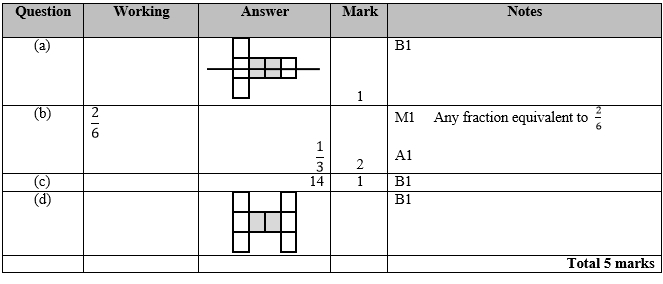 Question Working Answer Mark Notes
(a) B1
1
(b) 2/6 M1 Any fraction equivalent to 2/6
1/3 2 A1
(c) 14 1 B1
(d) B1
Total 5 marks